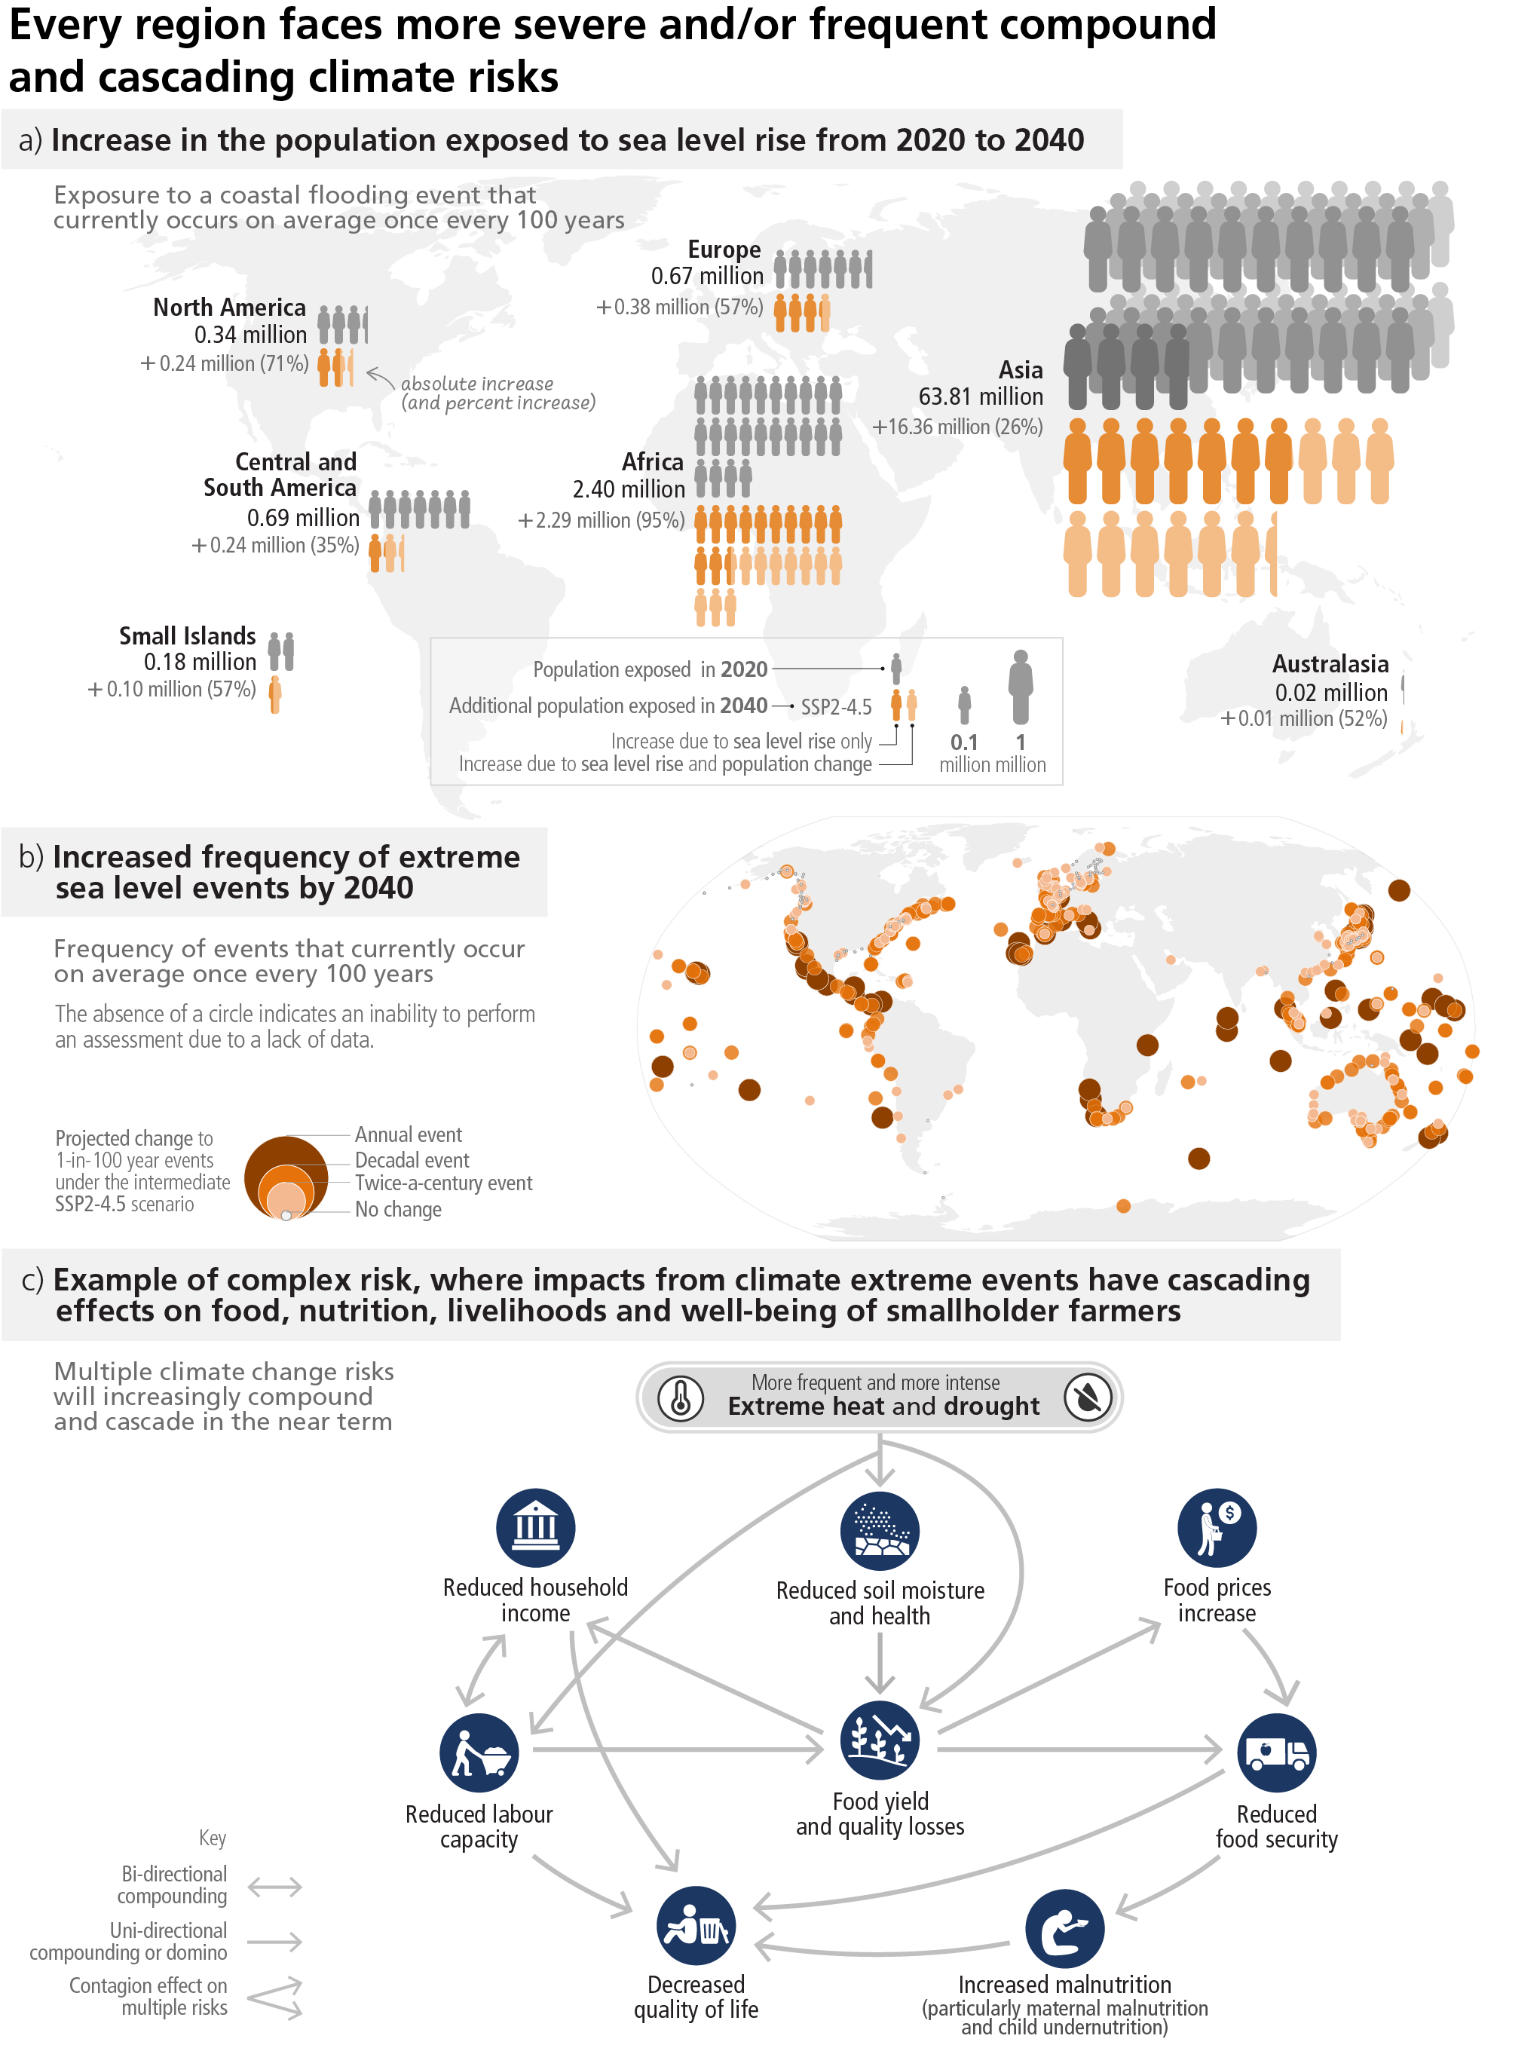 Every region faces more severe and/or frequent compound
and cascading climate risks
a) Increase in the population exposed to sea level rise from 2020 to 2040
Exposure to a coastal flooding event that
currently occurs on average once every 100 years
North America
0.34 million
+0.24 million (71%)
absolute increase
(and percent increase)
Europe
0.67 million
+0.38 million (57%)
Asia
63.81 million
+16.36 million (26%)
Central and
South America
0.69 million
+0.24 million (35%)
Africa
2.40 million
+2.29 million (95%)
Small Islands
0.18 million
+0.10 million (57%)
Australasia
0.02 million
+0.01 million (52%)
Population exposed in 2020
Additional population exposed in 2040 SSP2-4.5
Increase due to sea level rise only
Increase due to sea level rise and population change
0.1 1
million million
b) Increased frequency of extreme
sea level events by 2040
Frequency of events that currently occur
on average once every 100 years
The absence of a circle indicates an inability to perform
an assessment due to a lack of data.
Projected change to
1-in-100 year events
under the intermediate
SSP2-4.5 scenario
Annual event
Decadal event
Twice-a-century event
No change
c) Example of complex risk, where impacts from climate extreme events have cascading
effects on food, nutrition, livelihoods and well-being of smallholder farmers
Multiple climate change risks
will increasingly compound
and cascade in the near term
More frequent and more intense
Extreme heat and drought
$
Reduced household
income
Reduced soil moisture
and health
Food prices
increase
Reduced labour
capacity
Food yield
and quality losses
Reduced
food security
Decreased
quality of life
Increased malnutrition
(particularly maternal malnutrition
and child undernutrition)
Key
Bi-directional
compounding
Uni-directional
compounding or domino
Contagion effect on
multiple risks